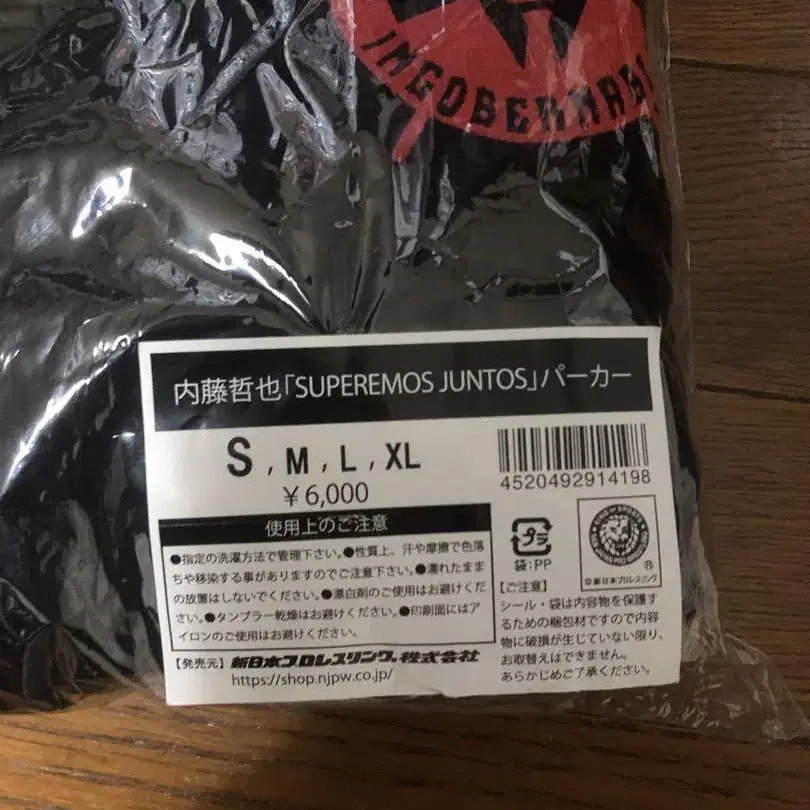 INGOBERNABL
内藤哲也「SUPEREMOS JUNTOS」パーカー
S , M , L , XL
¥6,000
4520492914198
使用上のご注意
●指定の洗濯方法で管理下さい。●性質上、汗や摩擦で色落
ちや移染する事がありますのでご注意下さい。●濡れたまま
の放置はしないでください。●漂白剤のご使用はお避けくだ
さい。●タンブラー乾燥はお避けください。●印刷面にはア
イロンのご使用はお避けください。
プラ
袋:PP
®
©新日本プロレスリング
【ご注意】
シール・袋は内容物を保護す
るための梱包材ですので内容
物に破損が生じていない限り、
お取替えはできません。
あらかじめご了承ください。
【発売元】新日本プロレスリング株式会社
https://shop.njpw.co.jp/